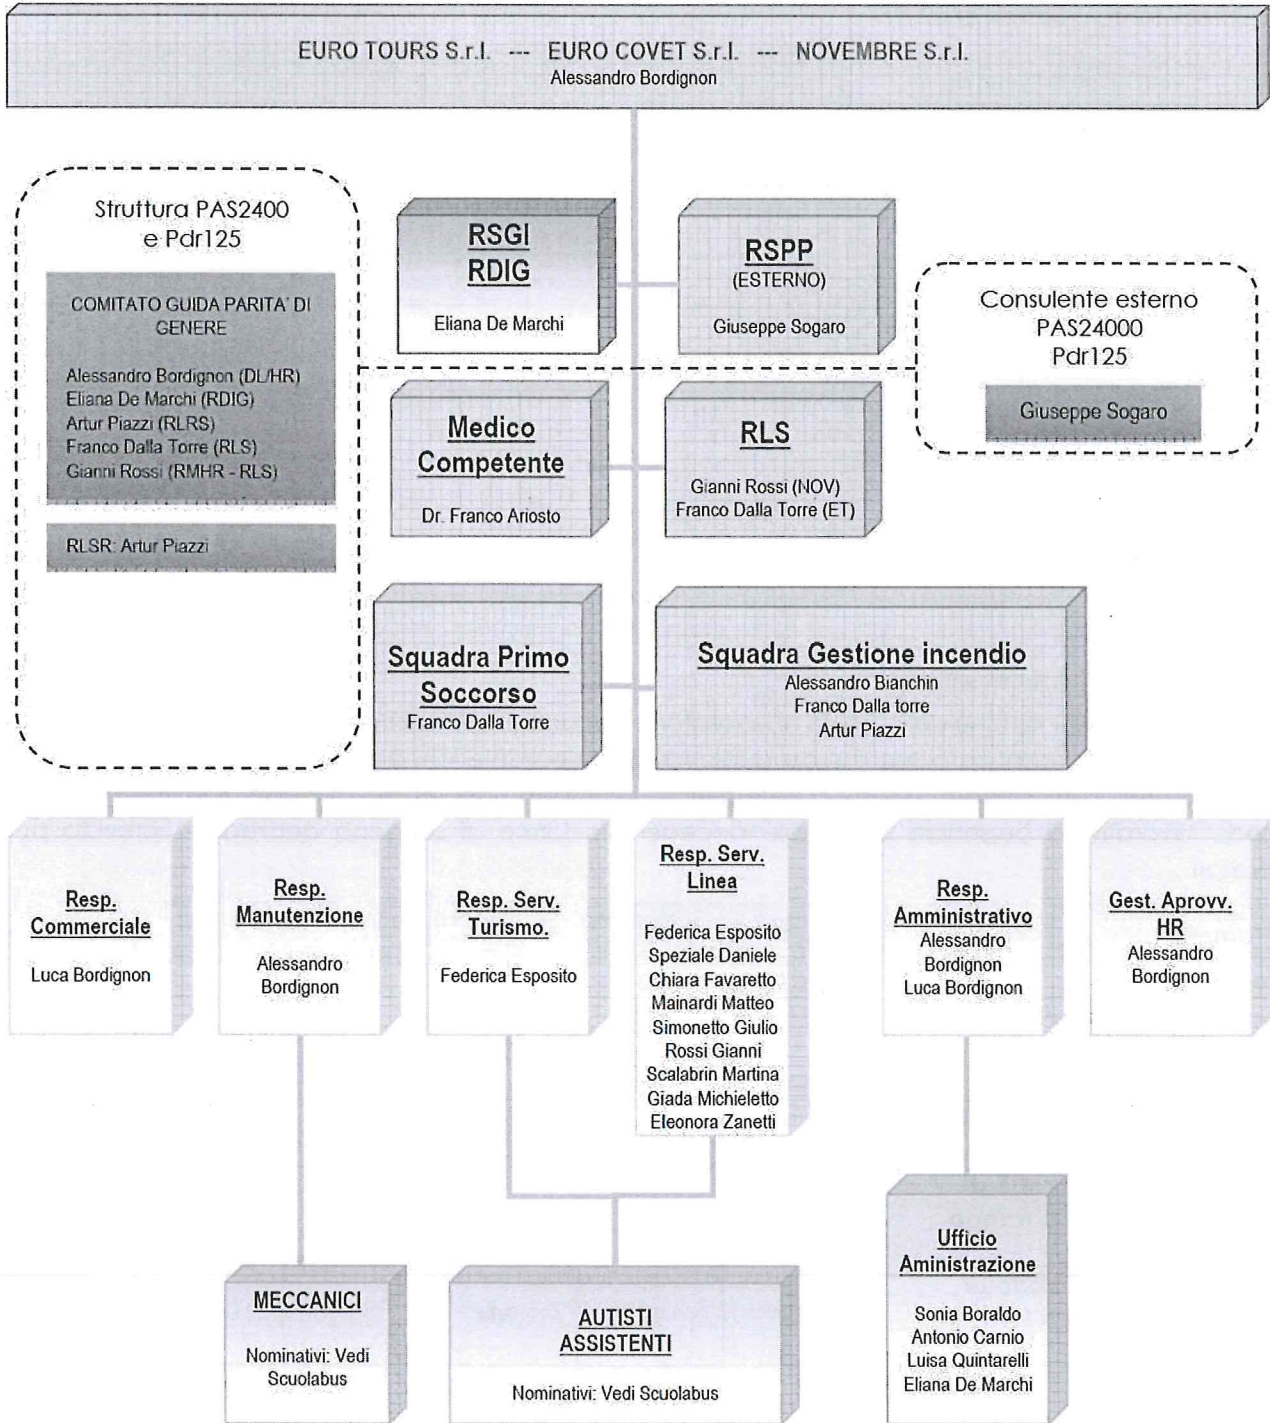 EURO TOURS S.r.l. --- EURO COVET S.r.l. --- NOVEMBRE S.r.l.
Alessandro Bordignon
Struttura PAS2400
e Pdr125
COMITATO GUIDA PARITA' DI
GENERE
Alessandro Bordignon (DL/HR)
Eliana De Marchi (RDIG)
Artur Piazzi (RLRS)
Franco Dalla Torre (RLS)
Gianni Rossi (RMHR - RLS)
RLSR: Artur Piazzi
RSGI
RDIG
Eliana De Marchi
RSPP
(ESTERNO)
Giuseppe Sogaro
Consulente esterno
PAS24000
Pdr125
Giuseppe Sogaro
Medico
Competente
Dr. Franco Ariosto
RLS
Gianni Rossi (NOV)
Franco Dalla Torre (ET)
Squadra Primo
Soccorso
Franco Dalla Torre
Squadra Gestione incendio
Alessandro Bianchin
Franco Dalla torre
Artur Piazzi
Resp.
Commerciale
Luca Bordignon
Resp.
Manutenzione
Alessandro
Bordignon
Resp. Serv.
Turismo.
Federica Esposito
Resp. Serv.
Linea
Federica Esposito
Speziale Daniele
Chiara Favaretto
Mainardi Matteo
Simonetto Giulio
Rossi Gianni
Scalabrin Martina
Giada Michieletto
Eleonora Zanetti
Resp.
Amministrativo
Alessandro
Bordignon
Luca Bordignon
Gest. Aprovv.
HR
Alessandro
Bordignon
MECCANICI
Nominativi: Vedi
Scuolabus
AUTISTI
ASSISTENTI
Nominativi: Vedi Scuolabus
Ufficio
Aministrazione
Sonia Boraldo
Antonio Carnio
Luisa Quintarelli
Eliana De Marchi